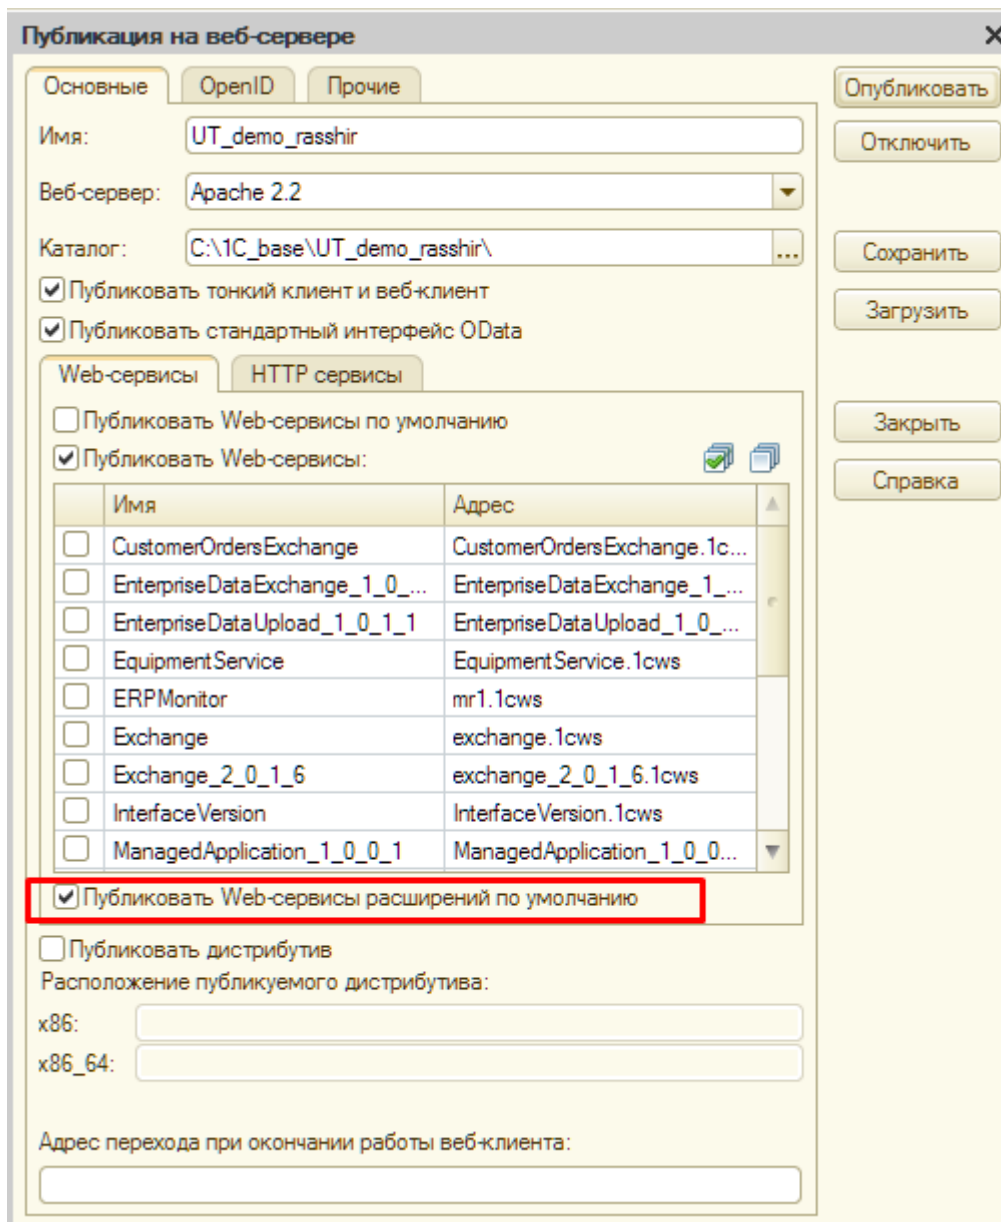 Публикация на веб-сервере
Основные OpenID Прочие
Опубликовать
Имя: UT_demo_rasshir
Отключить
Веб-сервер: Apache 2.2
Каталог: C:\1C_base\UT_demo_rasshir\ ...
Сохранить
Публиковать тонкий клиент и веб-клиент
Загрузить
Публиковать стандартный интерфейс OData
Web-сервисы HTTP сервисы
Публиковать Web-сервисы по умолчанию
Закрыть
Публиковать Web-сервисы:
Справка
Имя Адрес
CustomerOrdersExchange CustomerOrdersExchange.1c...
EnterpriseDataExchange_1_0_... EnterpriseDataExchange_1_...
EnterpriseDataUpload_1_0_1_1 EnterpriseDataUpload_1_0_...
EquipmentService EquipmentService.1cws
ERPMonitor mr1.1cws
Exchange exchange.1cws
Exchange_2_0_1_6 exchange_2_0_1_6.1cws
InterfaceVersion InterfaceVersion.1cws
ManagedApplication_1_0_0_1 ManagedApplication_1_0_0...
Публиковать Web-сервисы расширений по умолчанию
Публиковать дистрибутив
Расположение публикуемого дистрибутива:
x86:
x86_64:
Адрес перехода при окончании работы веб-клиента: